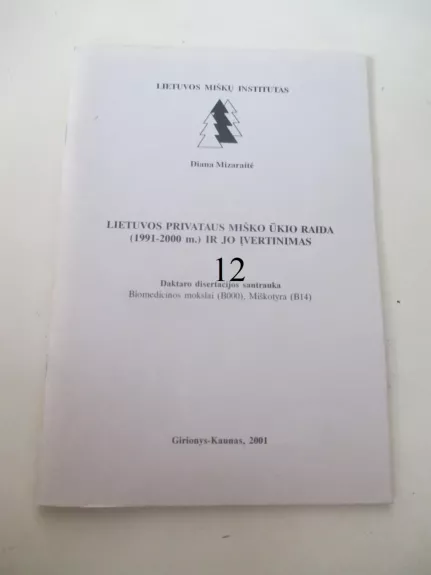 LIETUVOS MIŠKŲ INSTITUTAS
Diana Mizaraitė
LIETUVOS PRIVATAUS MIŠKO ŪKIO RAIDA
(1991-2000 m.) IR JO ĮVERTINIMAS
12
Daktaro disertacijos santrauka
Biomedicinos mokslai (B000), Miškotyra (B14)
Girionys-Kaunas, 2001